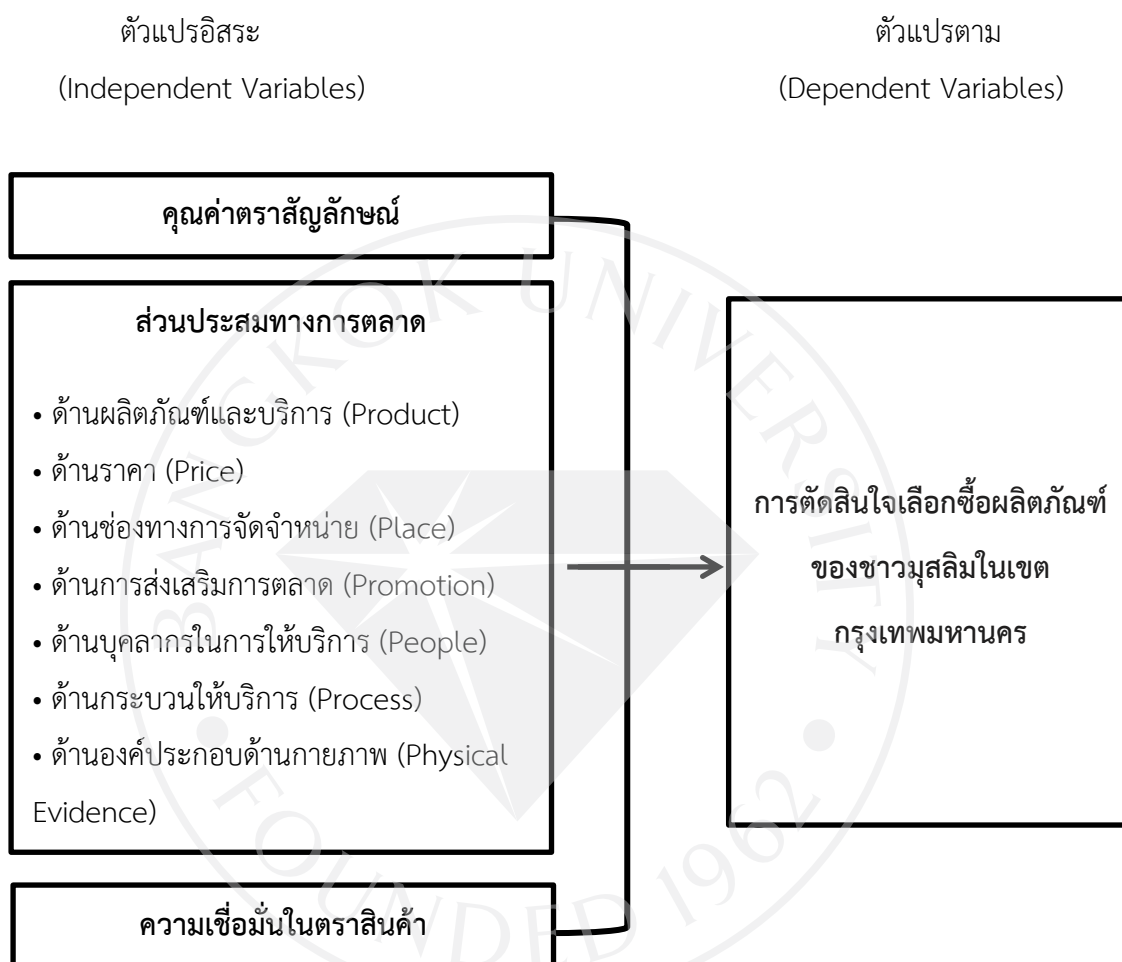 ตัวแปรอิสระ
(Independent Variables)
ตัวแปรตาม
(Dependent Variables)
คุณค่าตราสัญลักษณ์
ส่วนประสมทางการตลาด
• ด้านผลิตภัณฑ์และบริการ (Product)
• ด้านราคา (Price)
• ด้านช่องทางการจัดจำหน่าย (Place)
• ด้านการส่งเสริมการตลาด (Promotion)
• ด้านบุคลากรในการให้บริการ (People)
• ด้านกระบวนให้บริการ (Process)
• ด้านองค์ประกอบด้านกายภาพ (Physical
Evidence)
ความเชื่อมั่นในตราสินค้า
การตัดสินใจเลือกซื้อผลิตภัณฑ์
ของชาวมุสลิมในเขต
กรุงเทพมหานคร
BANGKOK UNIVERSITY
FOUNDED 1962